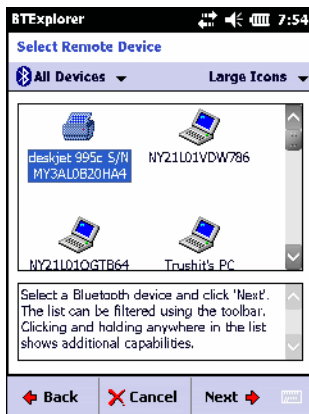 BTExplorer 7:54
Select Remote Device
All Devices Large Icons
deskjet 995c S/N
MY3AL0B20HA4
NY21L01VDW786
NY21L01OGTB64 Trushit's PC
Select a Bluetooth device and click 'Next'.
The list can be filtered using the toolbar.
Clicking and holding anywhere in the list
shows additional capabilities.
Back Cancel Next